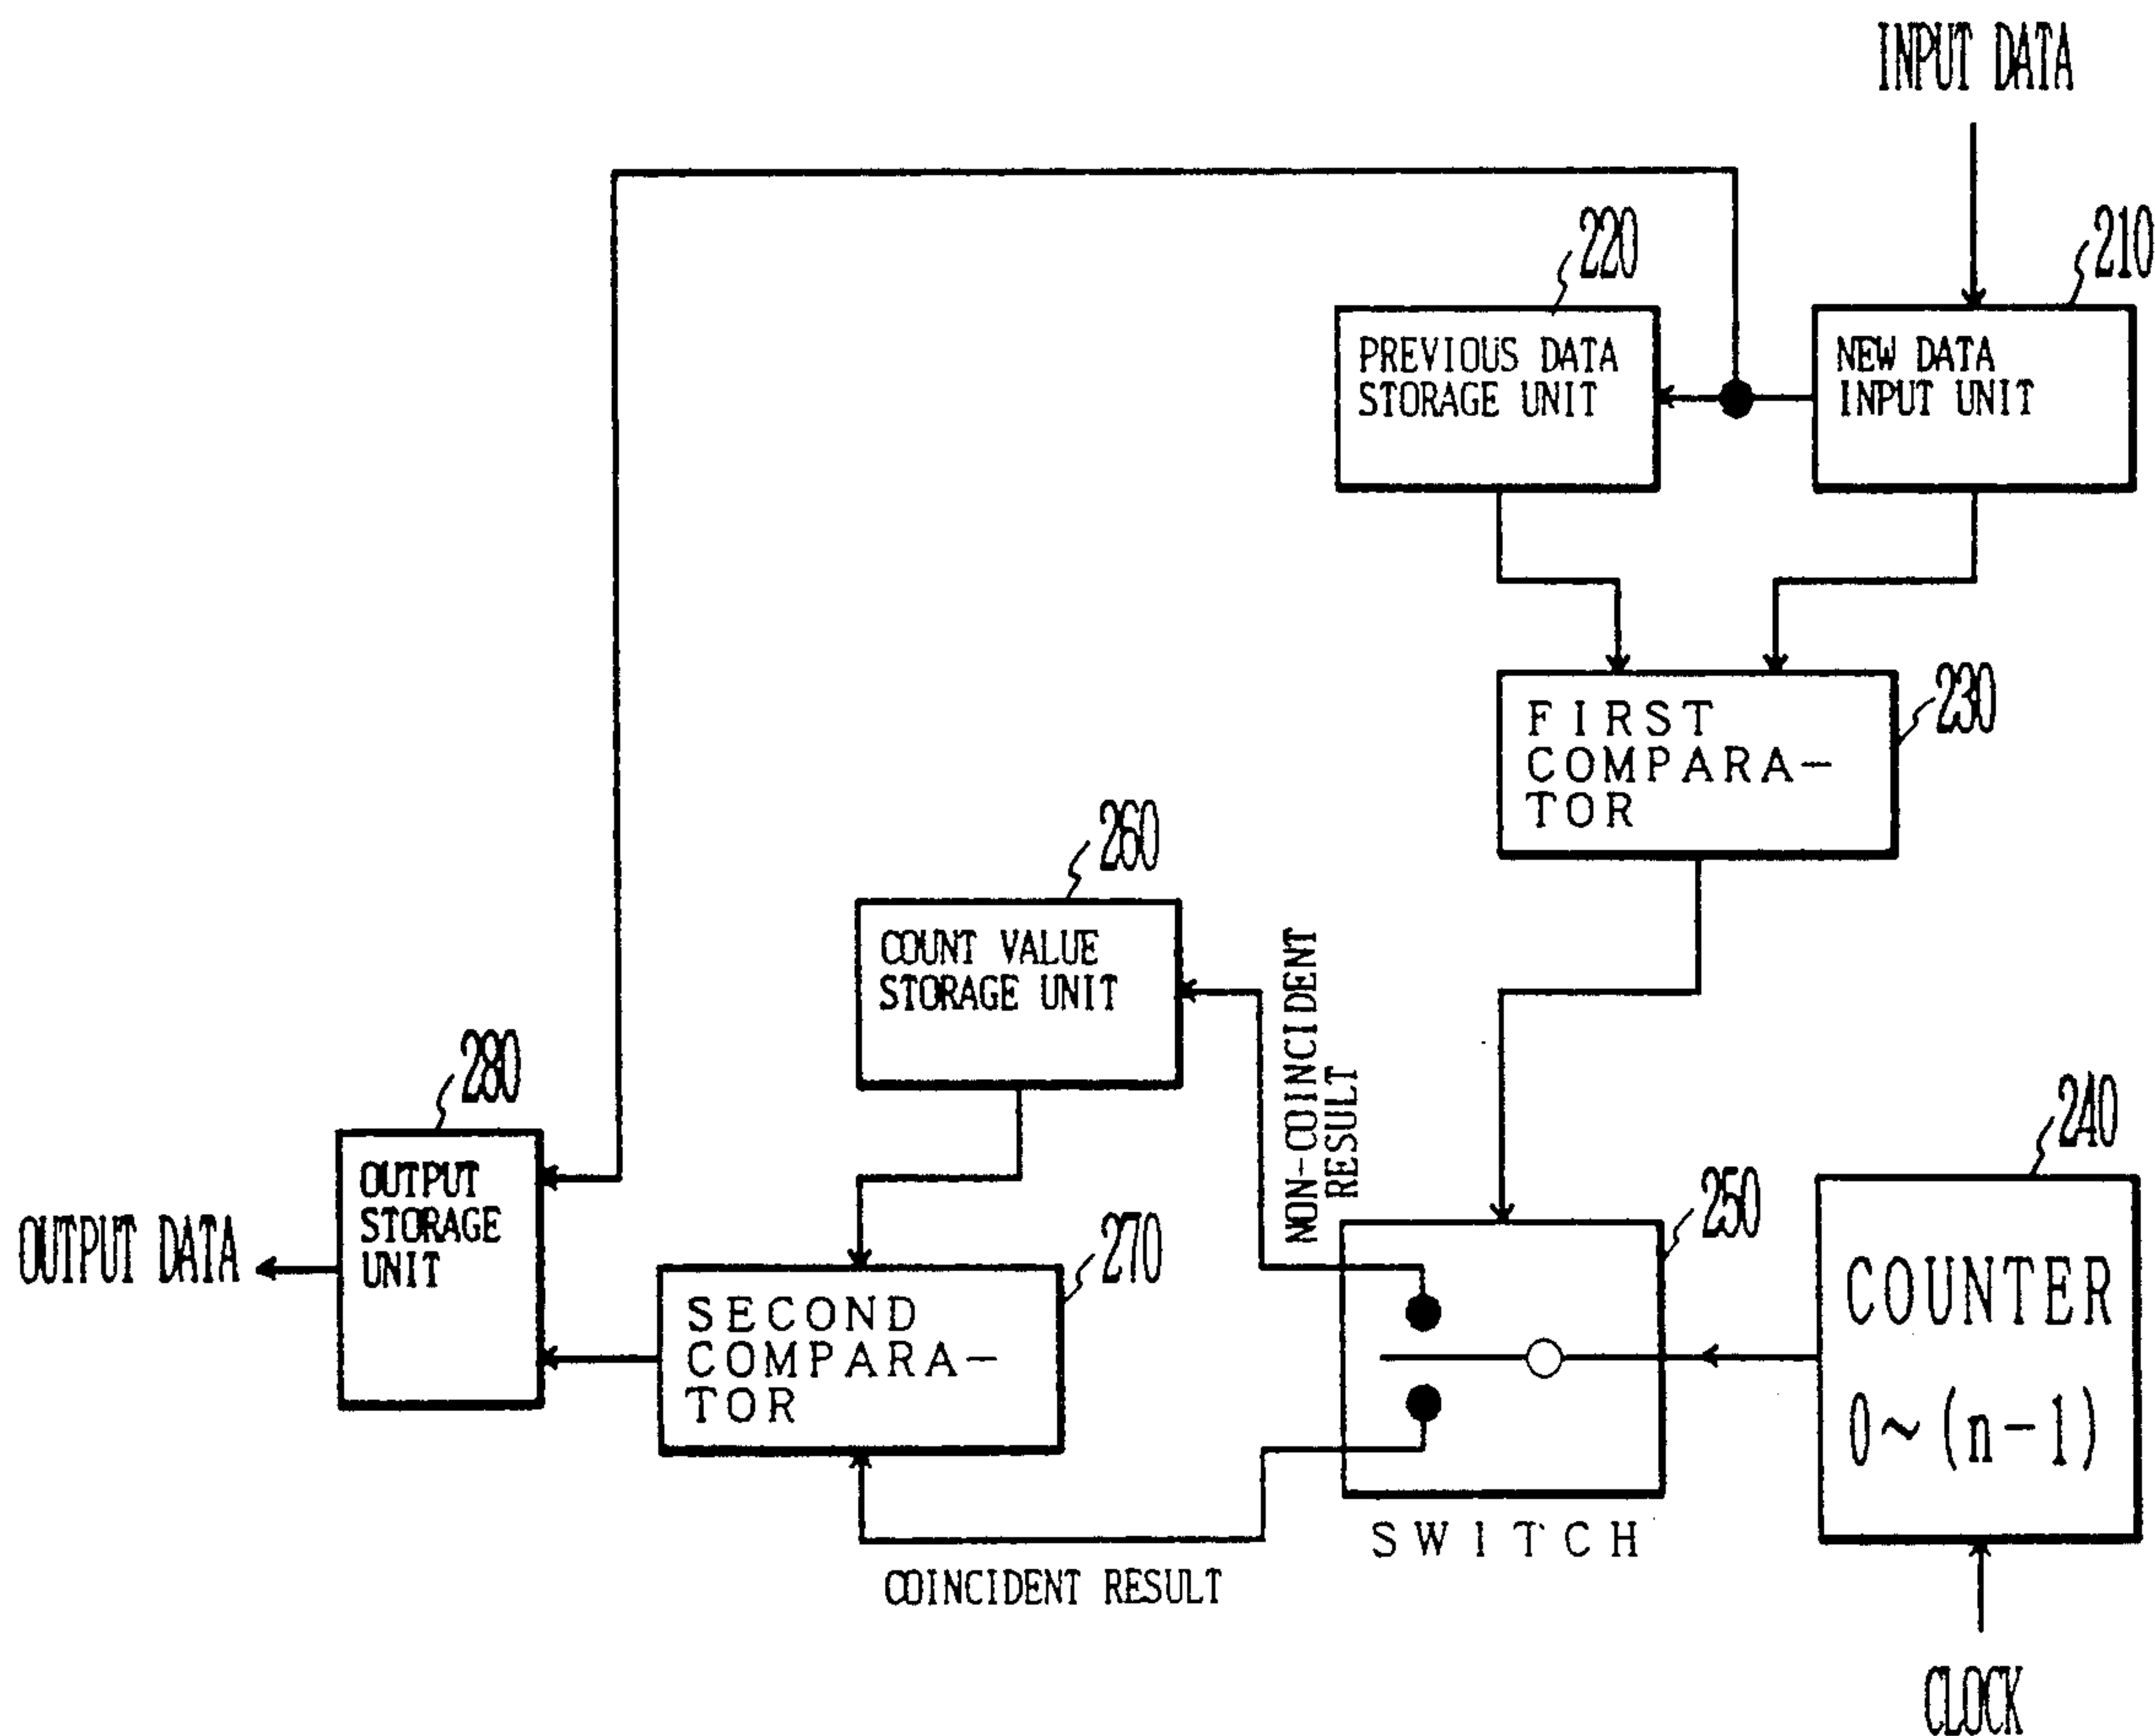 INPUT DATA
220
210
PREVIOUS DATA
STORAGE UNIT
NEW DATA
INPUT UNIT
230
FIRST
COMPARA-
TOR
260
COUNT VALUE
STORAGE UNIT
NON-COINCIDENT
RESULT
280
OUTPUT
STORAGE
UNIT
OUTPUT DATA
270
SECOND
COMPARA-
TOR
250
240
COUNTER
0~(n-1)
SWITCH
COINCIDENT RESULT
CLOCK